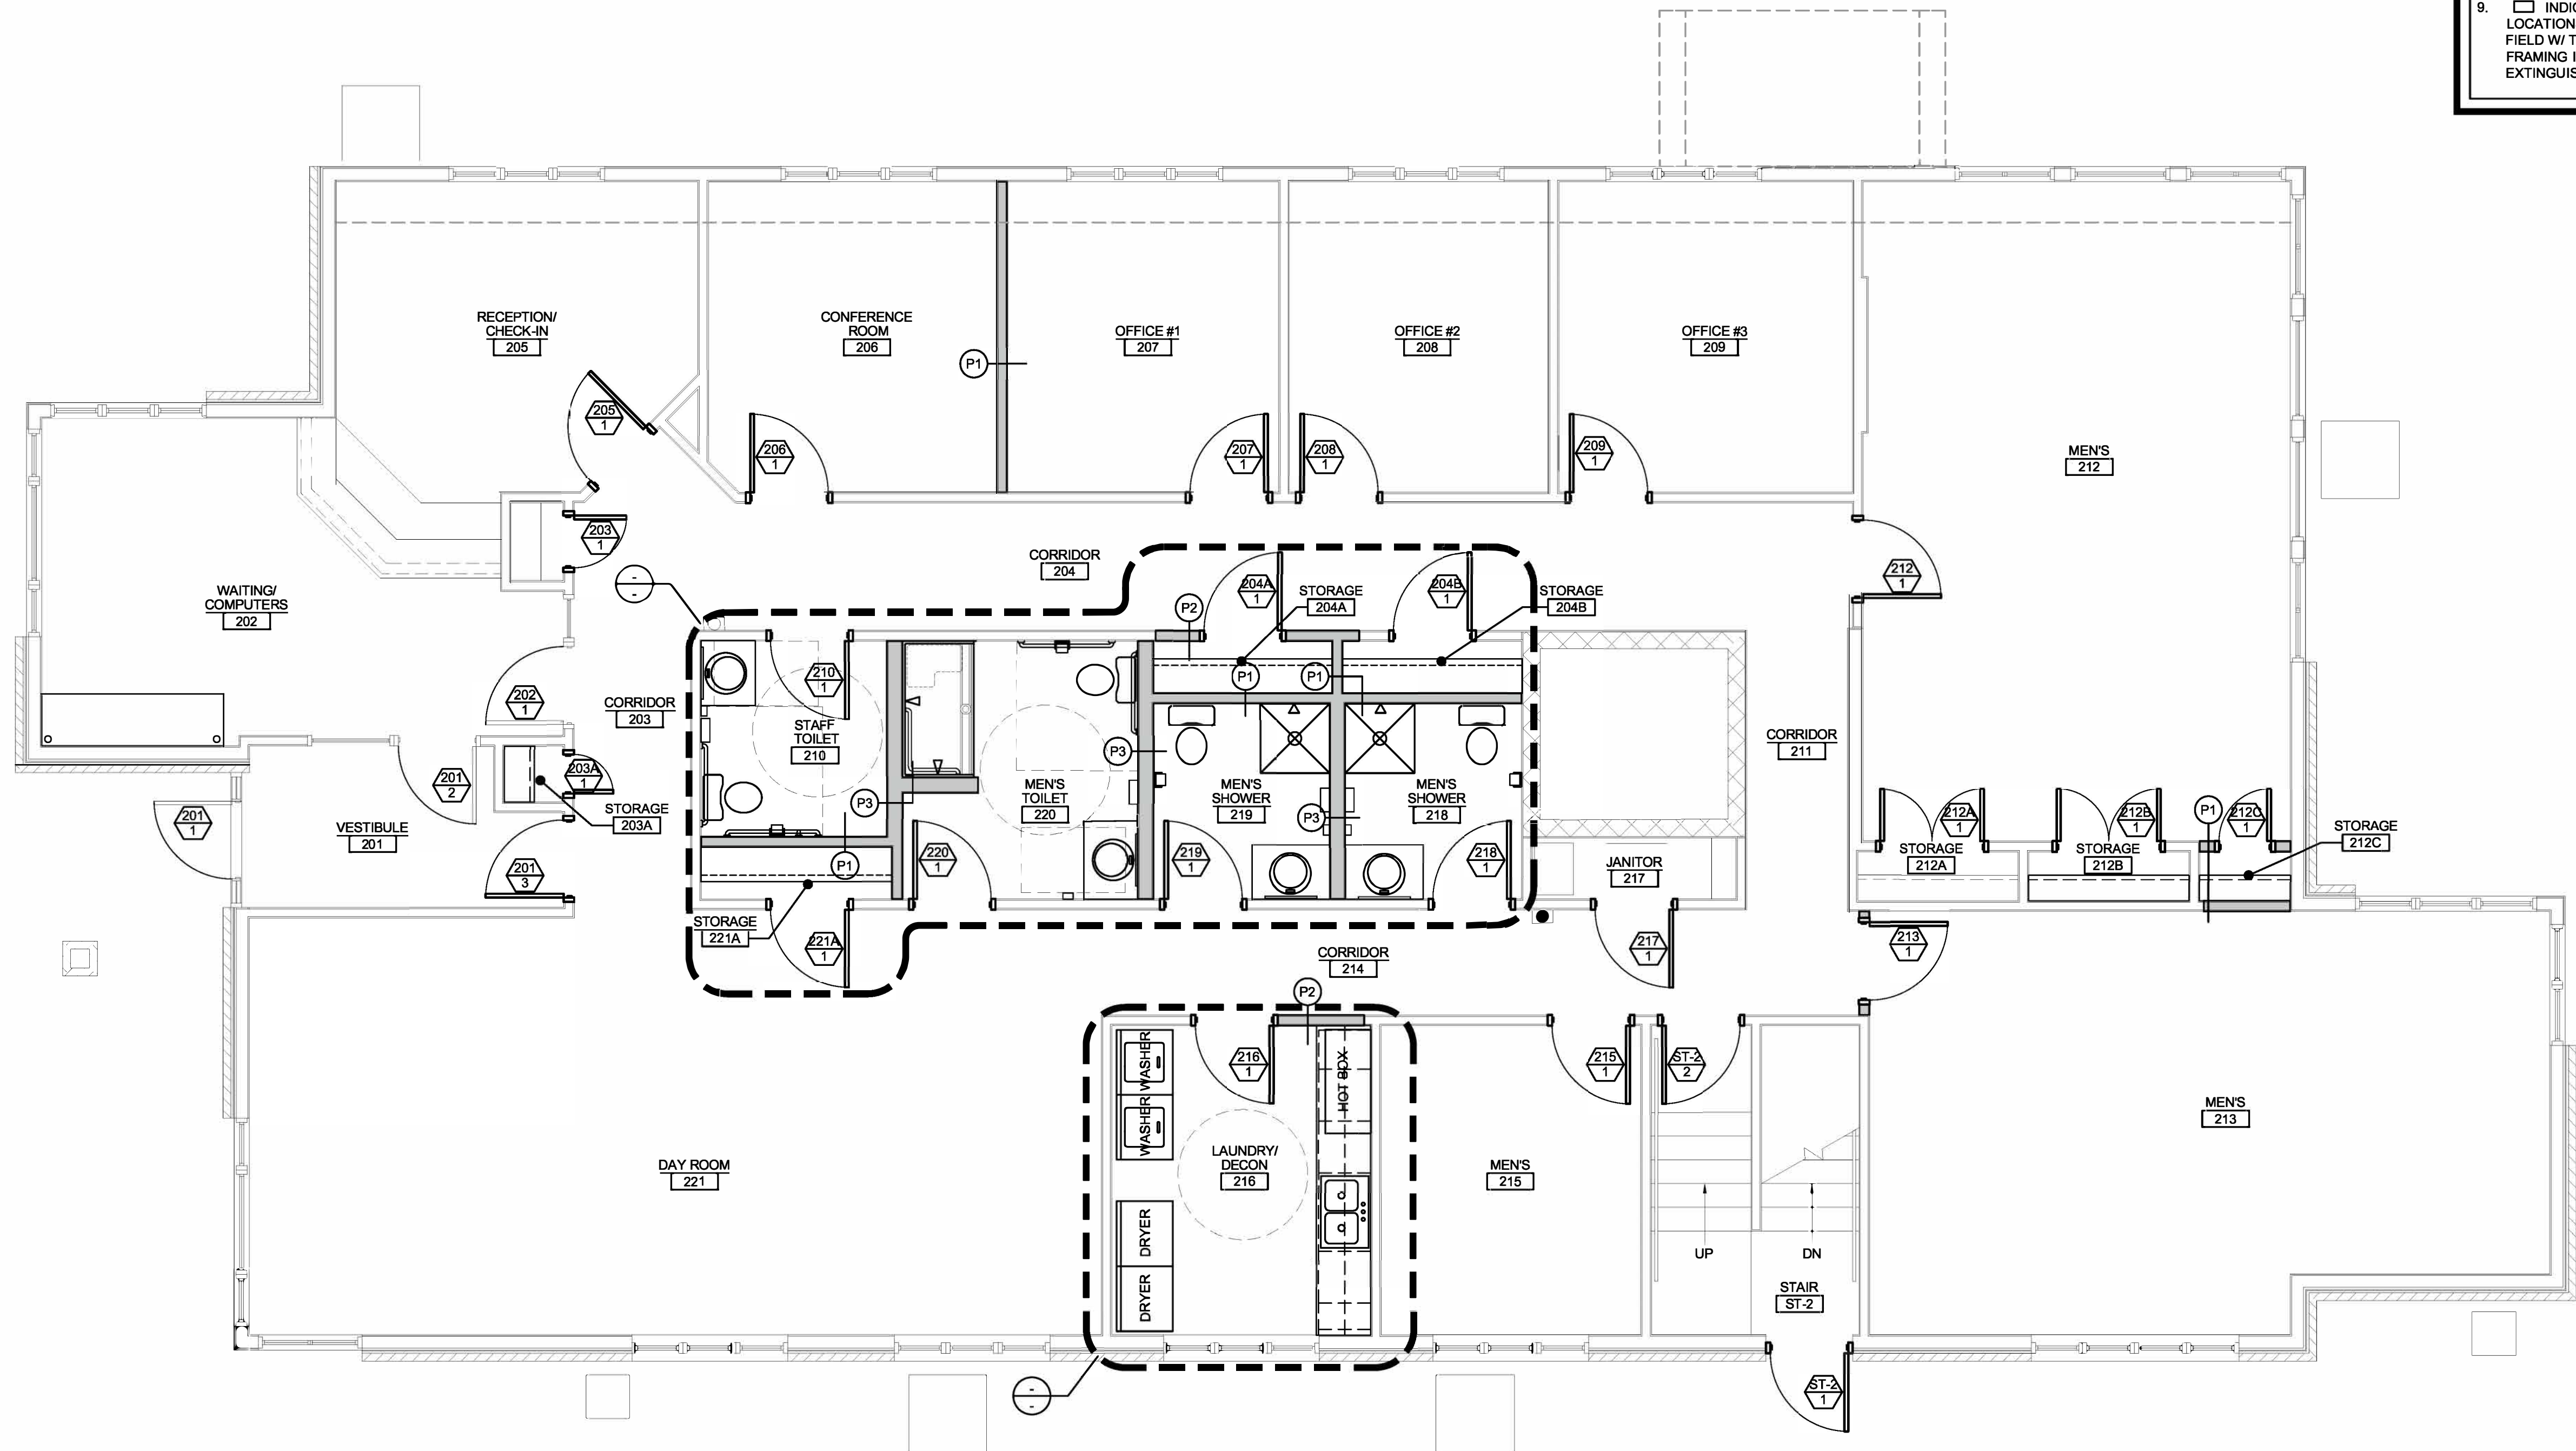 9. INDIC
LOCATION
FIELD W/ T
FRAMING I
EXTINGUIS
RECEPTION/
CHECK-IN
205
CONFERENCE
ROOM
206
OFFICE #1
207
OFFICE #2
208
OFFICE #3
209
P1
205
1
206
1
207
1
208
1
209
1
MEN'S
212
203
1
CORRIDOR
204
212
1
WAITING/
COMPUTERS
202
-
-
P2
204A
1
STORAGE
204A
204B
1
STORAGE
204B
210
1
P1
P1
202
1
CORRIDOR
203
STAFF
TOILET
210
CORRIDOR
211
P3
201
2
203A
1
STORAGE
203A
P3
MEN'S
TOILET
220
MEN'S
SHOWER
219
P3
MEN'S
SHOWER
218
201
1
VESTIBULE
201
212A
1
212B
1
P1
212C
1
STORAGE
212C
201
3
P1
220
1
219
1
218
1
JANITOR
217
STORAGE
212A
STORAGE
212B
STORAGE
221A
221A
1
CORRIDOR
214
217
1
213
1
P2
WASHER
WASHER
216
1
HOT BOX
215
1
ST-2
2
MEN'S
213
DAY ROOM
221
LAUNDRY/
DECON
216
MEN'S
215
DRYER
DRYER
UP
DN
STAIR
ST-2
-
-
ST-2
1